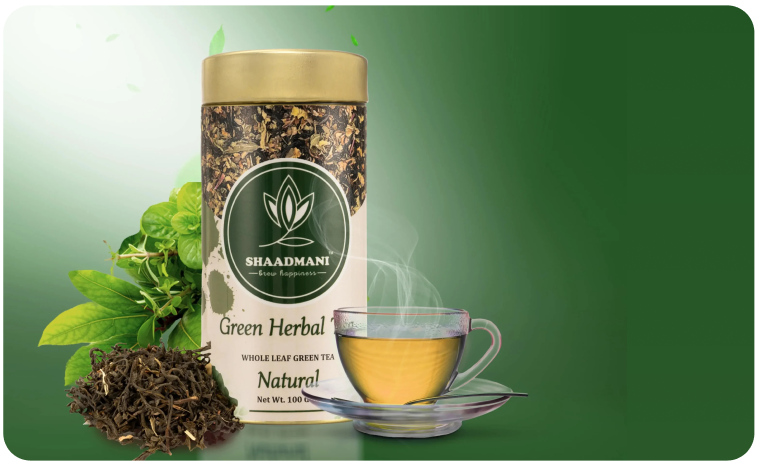 SHAADMANI
Grow happiness
Green Herbal T
WHOLE LEAF GREEN TEA
Natural
Net Wt. 100 G